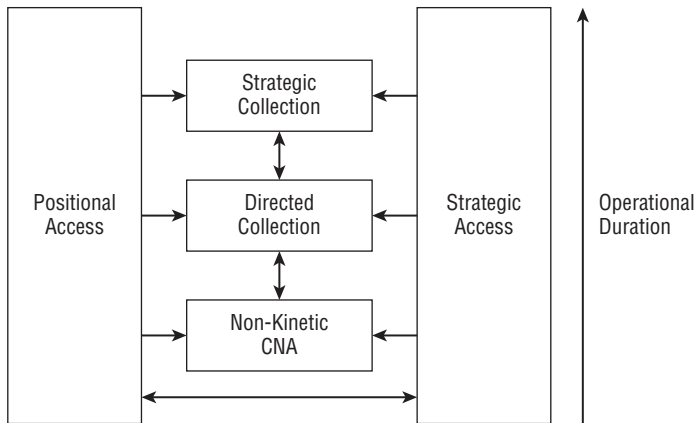 Strategic
Collection
Positional
Access
Directed
Collection
Strategic
Access
Operational
Duration
Non-Kinetic
CNA